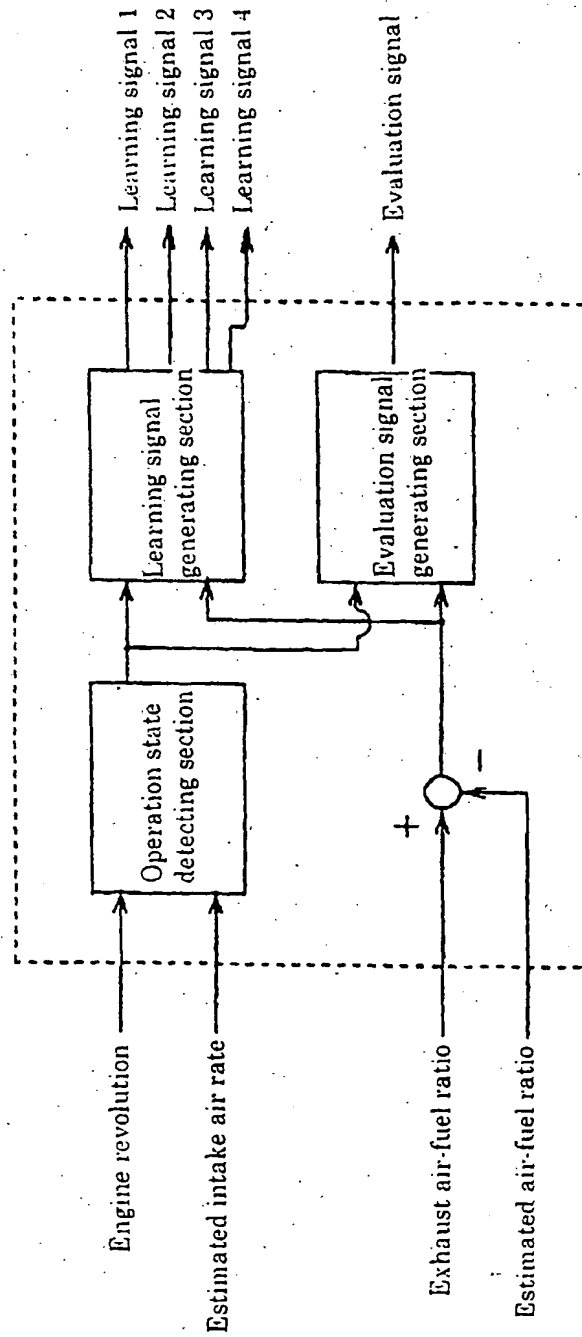 Engine revolution
Estimated intake air rate
Exhaust air-fuel ratio
Estimated air-fuel ratio
Operation state
detecting section
+
−
Learning signal
generating section
Evaluation signal
generating section
Learning signal 1
Learning signal 2
Learning signal 3
Learning signal 4
Evaluation signal